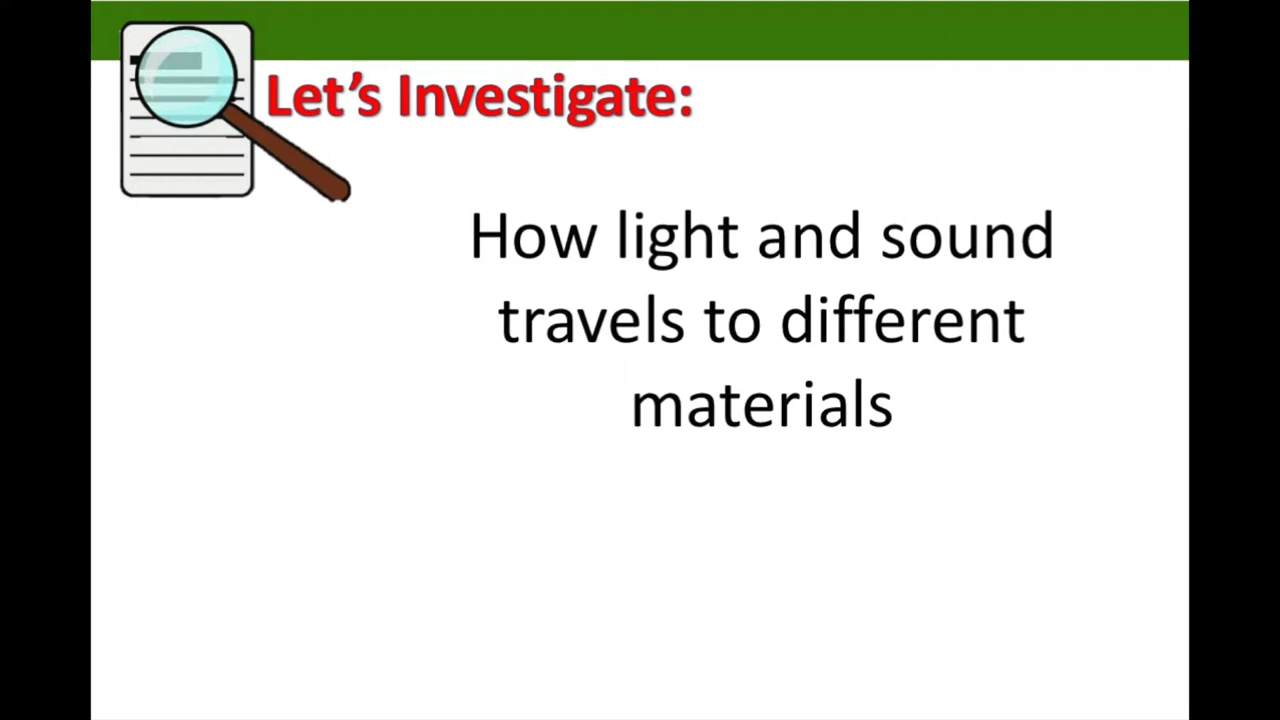 Let’s Investigate:
How light and sound
travels to different
materials